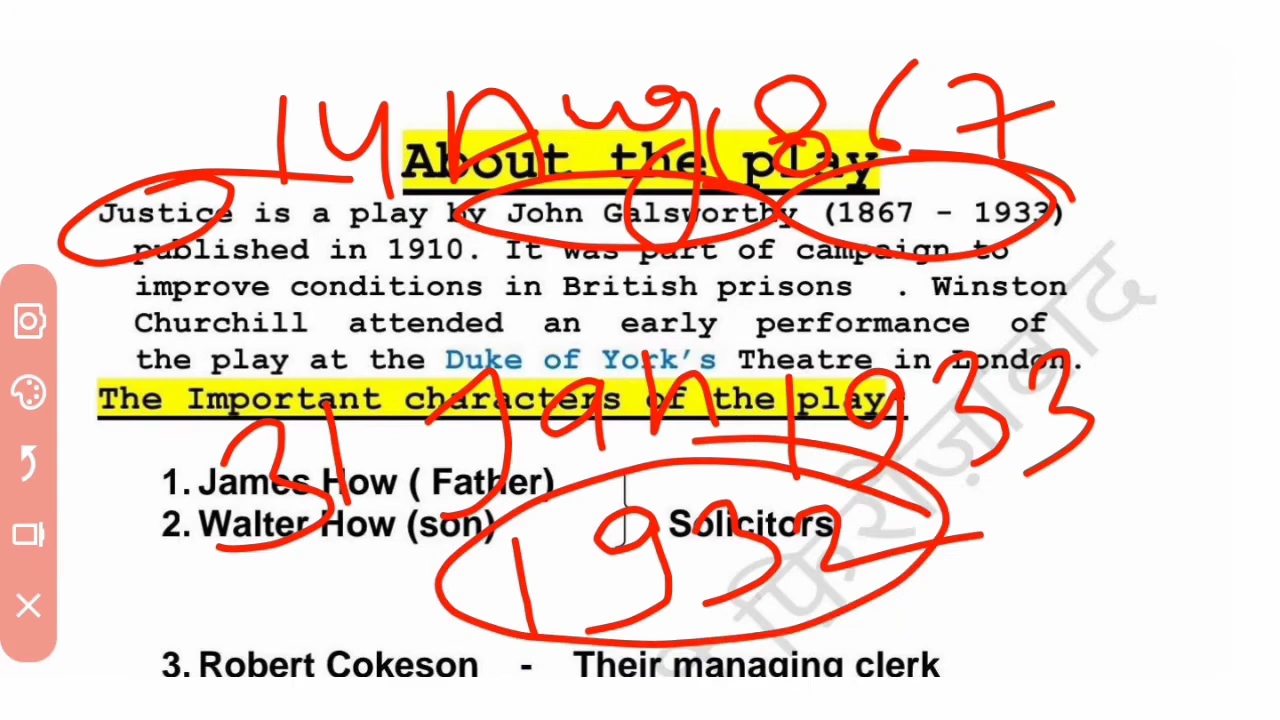 14 Aug 1867
About the play
Justice is a play by John Galsworthy (1867 - 1933)
published in 1910. It was part of campaign to
improve conditions in British prisons . Winston
Churchill attended an early performance of
the play at the Duke of York's Theatre in London.
The Important characters of the play
31 Jan 1933
1. James How ( Father)
2. Walter How (son) Solicitors
1932
3. Robert Cokeson - Their managing clerk
फिरोज़ाबाद